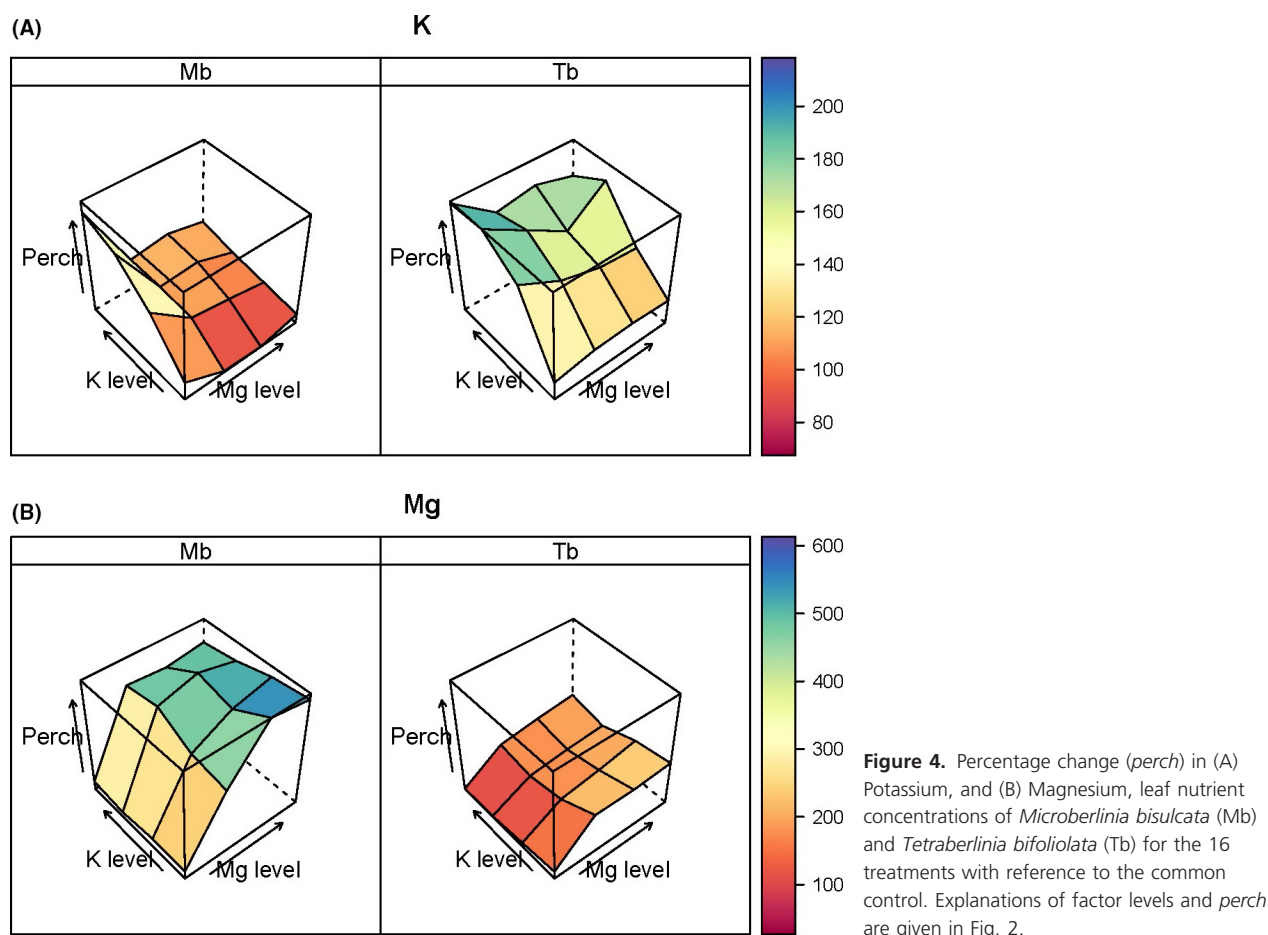 (A)
K
Mb
Tb
Perch
K level
Mg level
Perch
K level
Mg level
200
180
160
140
120
100
80
(B)
Mg
Mb
Tb
Perch
K level
Mg level
Perch
K level
Mg level
600
500
400
300
200
100
Figure 4. Percentage change (perch) in (A)
Potassium, and (B) Magnesium, leaf nutrient
concentrations of Microberlinia bisulcata (Mb)
and Tetraberlinia bifoliolata (Tb) for the 16
treatments with reference to the common
control. Explanations of factor levels and perch
are given in Fig. 2.